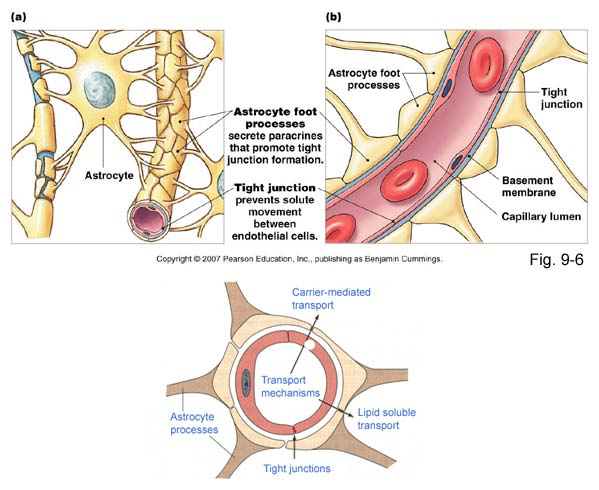 (a)
Astrocyte
Astrocyte foot
processes
secrete paracrines
that promote tight
junction formation.
Tight junction
prevents solute
movement
between
endothelial cells.
(b)
Astrocyte foot
processes
Tight
junction
Basement
membrane
Capillary lumen
Copyright © 2007 Pearson Education, Inc., publishing as Benjamin Cummings.
Fig. 9-6
Carrier-mediated
transport
Transport
mechanisms
Lipid soluble
transport
Astrocyte
processes
Tight junctions